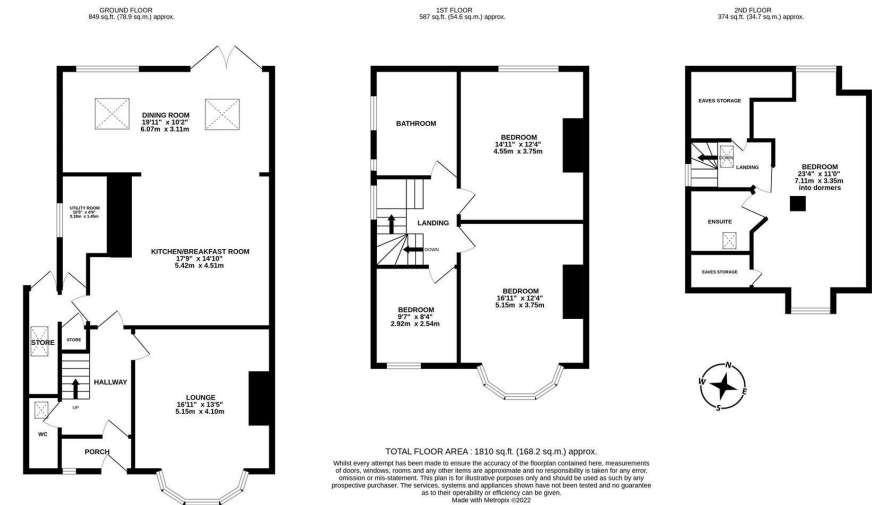 GROUND FLOOR
849 sq.ft. (78.9 sq.m.) approx.
DINING ROOM
19'11" x 10'2"
6.07m x 3.11m
UTILITY ROOM
10'5" x 4'9"
3.18m x 1.45m
KITCHEN/BREAKFAST ROOM
17'9" x 14'10"
5.42m x 4.51m
STORE
STORE
HALLWAY
UP
LOUNGE
16'11" x 13'5"
5.15m x 4.10m
WC
PORCH
1ST FLOOR
587 sq.ft. (54.6 sq.m.) approx.
BATHROOM
BEDROOM
14'11" x 12'4"
4.55m x 3.75m
LANDING
DOWN
BEDROOM
9'7" x 8'4"
2.92m x 2.54m
BEDROOM
16'11" x 12'4"
5.15m x 3.75m
2ND FLOOR
374 sq.ft. (34.7 sq.m.) approx.
EAVES STORAGE
DOWN
LANDING
BEDROOM
23'4" x 11'0"
7.11m x 3.35m
into dormers
ENSUITE
EAVES STORAGE
N
W
E
S
TOTAL FLOOR AREA : 1810 sq.ft. (168.2 sq.m.) approx.
Whilst every attempt has been made to ensure the accuracy of the floorplan contained here, measurements
of doors, windows, rooms and any other items are approximate and no responsibility is taken for any error,
omission or mis-statement. This plan is for illustrative purposes only and should be used as such by any
prospective purchaser. The services, systems and appliances shown have not been tested and no guarantee
as to their operability or efficiency can be given.
Made with Metropix ©2022